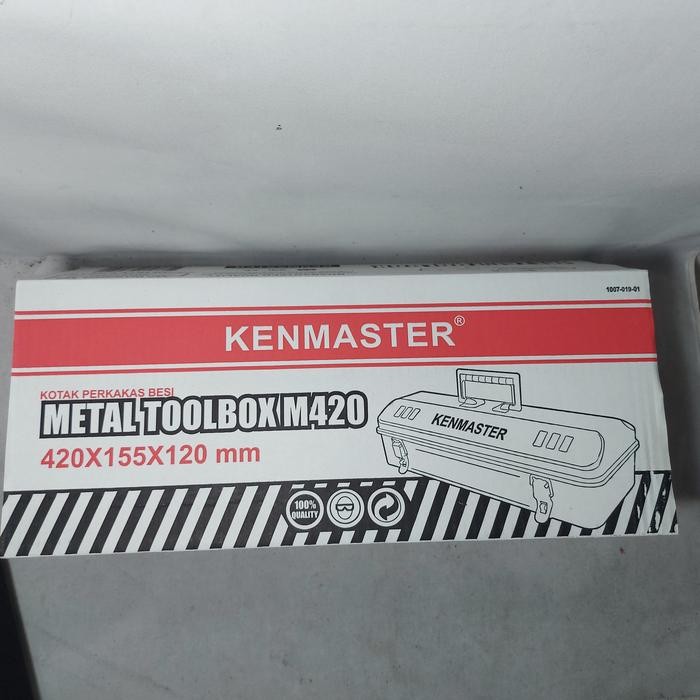 1007-019-01
KENMASTER®
KOTAK PERKAKAS BESI
METAL TOOLBOX M420
420X155X120 mm
KENMASTER
100%
QUALITY